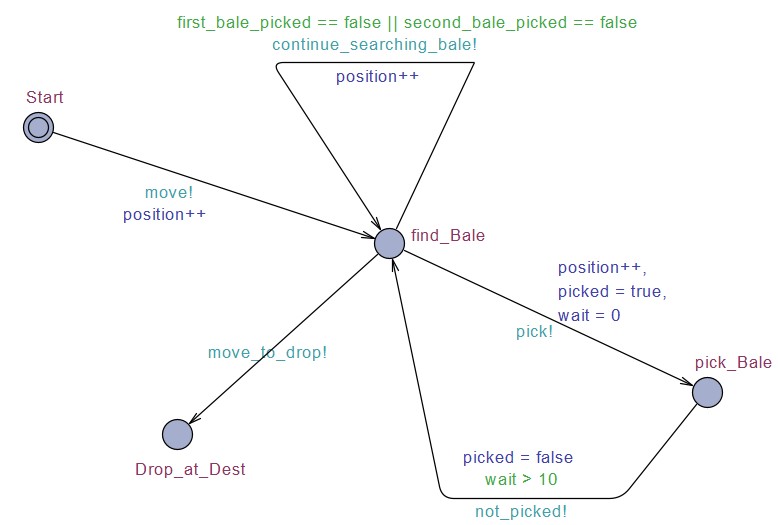 first_bale_picked == false || second_bale_picked == false
continue_searching_bale!
position++
Start
move!
position++
find_Bale
position++,
picked = true,
wait = 0
pick!
move_to_drop!
pick_Bale
Drop_at_Dest
picked = false
wait > 10
not_picked!